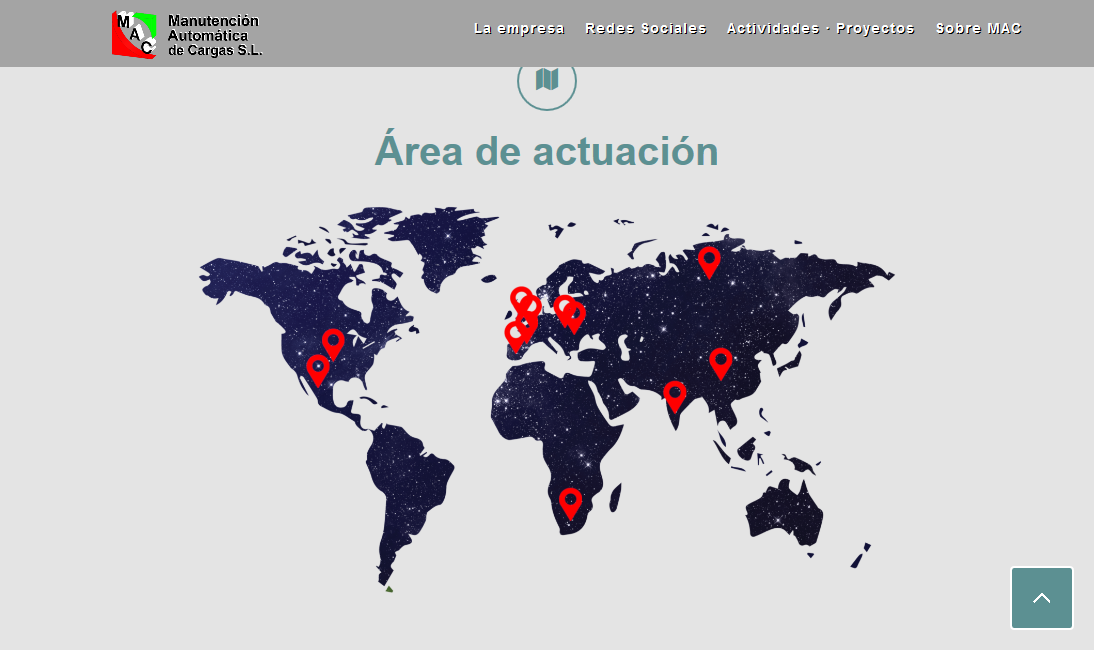 MAC
Manutención
Automática
de Cargas S.L.
La empresa
Redes Sociales
Actividades · Proyectos
Sobre MAC
Área de actuación